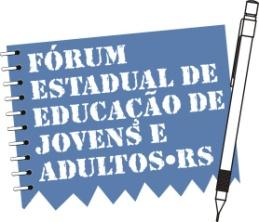 FÓRUM
ESTADUAL DE
EDUCAÇÃO DE
JOVENS E
ADULTOS•RS